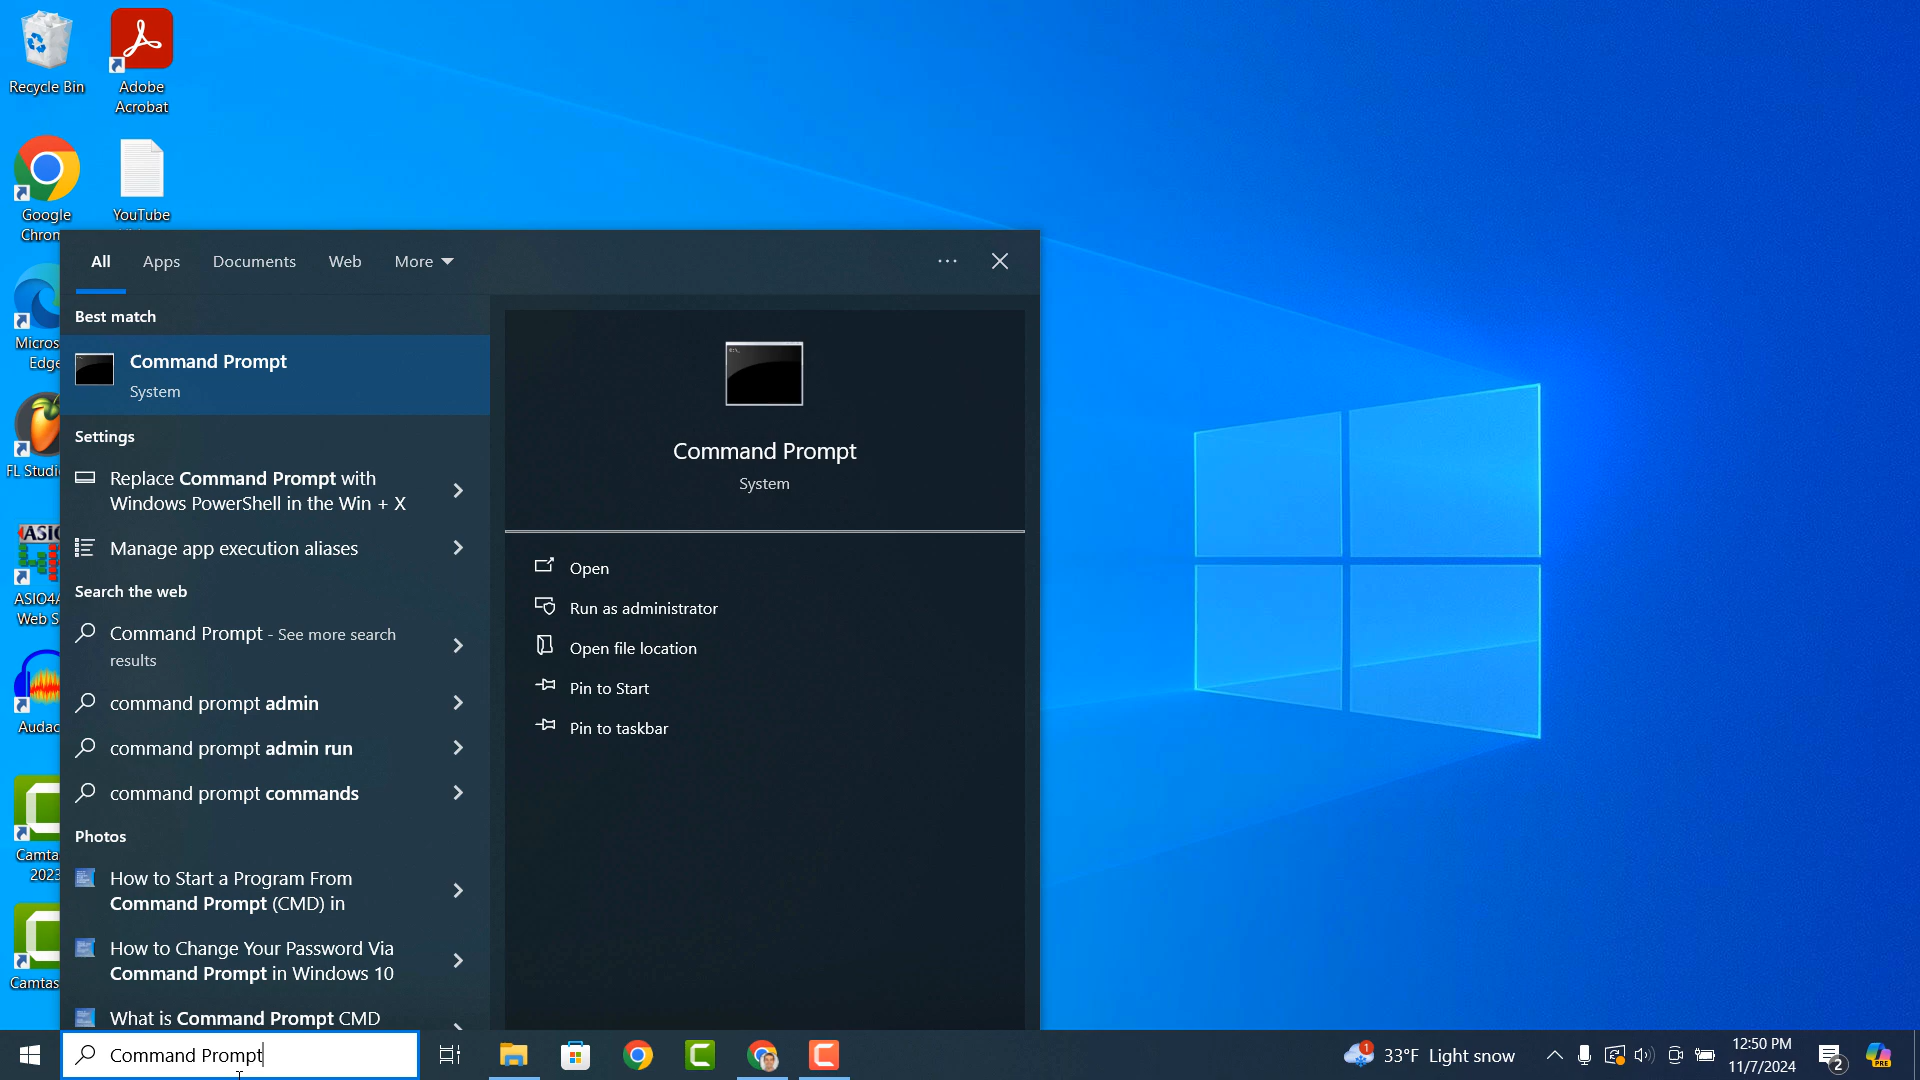 Recycle Bin
Adobe
Acrobat
Google
Chrom
YouTube
Micros
Edge
FL Studi
ASIO4A
Web S
Audac
Camta
2023
Camtas
All
Apps
Documents
Web
More
Best match
Command Prompt
System
Settings
Replace Command Prompt with
Windows PowerShell in the Win + X
Manage app execution aliases
Search the web
Command Prompt - See more search
results
command prompt admin
command prompt admin run
command prompt commands
Photos
How to Start a Program From
Command Prompt (CMD) in
How to Change Your Password Via
Command Prompt in Windows 10
What is Command Prompt CMD
Command Prompt
System
Open
Run as administrator
Open file location
Pin to Start
Pin to taskbar
Command Prompt
1
33°F Light snow
12:50 PM
11/7/2024
2
PRE